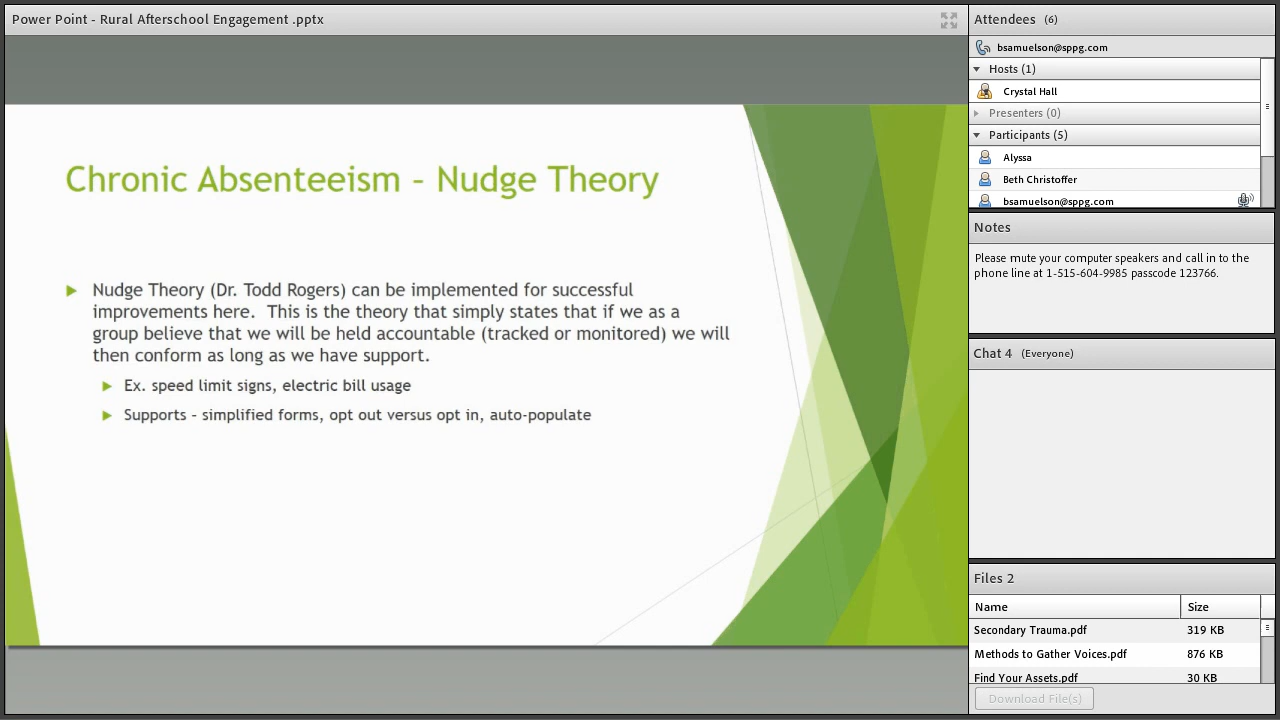 Power Point - Rural Afterschool Engagement .pptx
Chronic Absenteeism – Nudge Theory
Nudge Theory (Dr. Todd Rogers) can be implemented for successful
improvements here.  This is the theory that simply states that if we as a
group believe that we will be held accountable (tracked or monitored) we will
then conform as long as we have support.
Ex. speed limit signs, electric bill usage
Supports – simplified forms, opt out versus opt in, auto-populate
Attendees (6)
bsamuelson@sppg.com
Hosts (1)
Crystal Hall
Presenters (0)
Participants (5)
Alyssa
Beth Christoffer
bsamuelson@sppg.com
Notes
Please mute your computer speakers and call in to the
phone line at 1-515-604-9985 passcode 123766.
Chat 4 (Everyone)
Files 2
Name Size
Secondary Trauma.pdf 319 KB
Methods to Gather Voices.pdf 876 KB
Find Your Assets.pdf 30 KB
Download File(s)